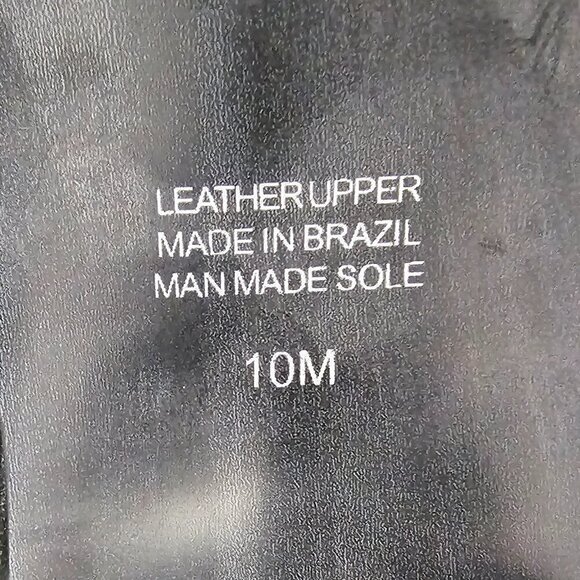 LEATHER UPPER
MADE IN BRAZIL
MAN MADE SOLE
10M